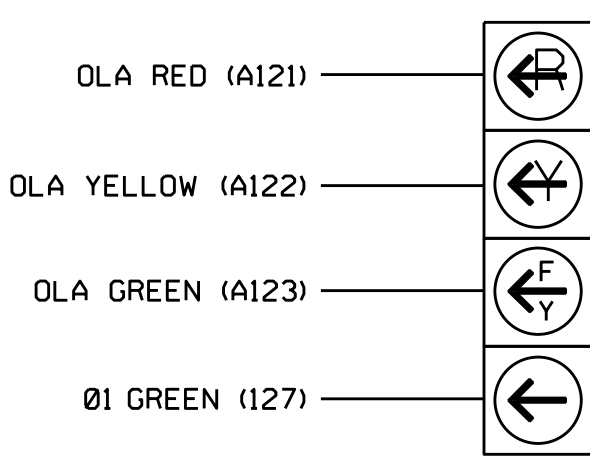 OLA RED (A121)
R
OLA YELLOW (A122)
Y
OLA GREEN (A123)
F
Y
Ø1 GREEN (127)